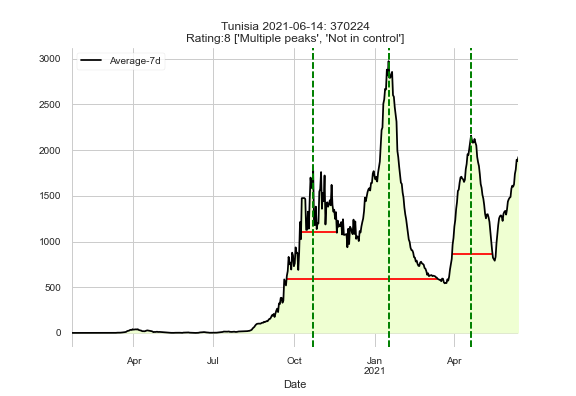 Tunisia 2021-06-14: 370224
Rating:8 ['Multiple peaks', 'Not in control']
Average-7d
3000
2500
2000
1500
1000
500
0
Apr
Jul
Oct
Jan
2021
Apr
Date